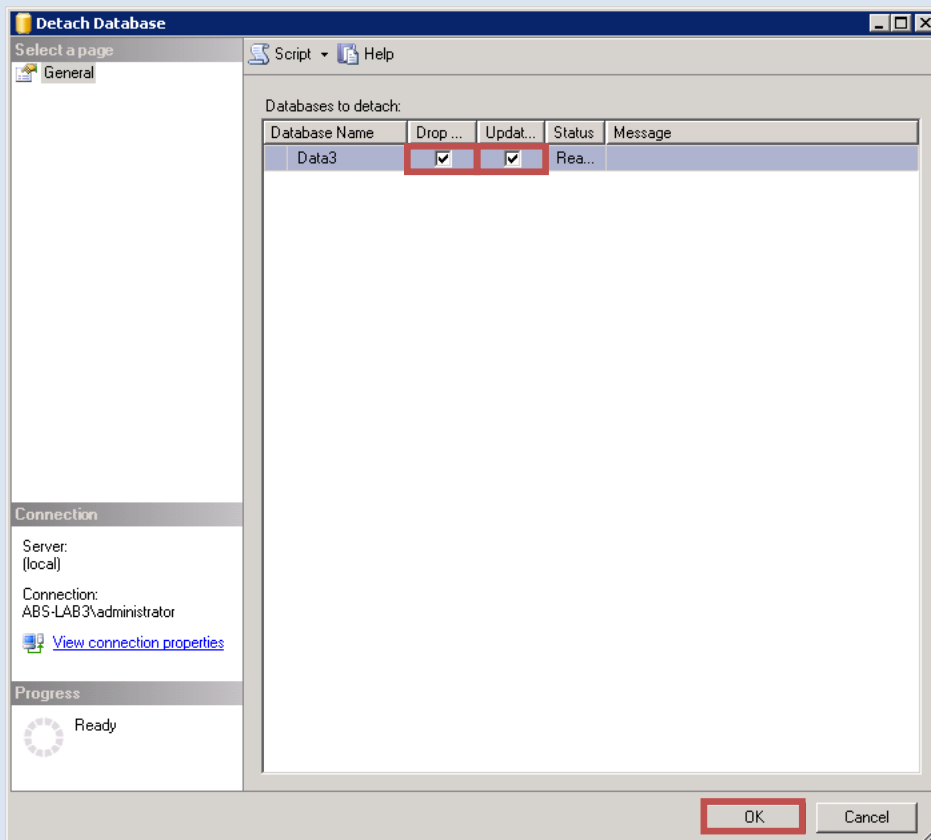 Detach Database
Select a page
General
Script
Help
Databases to detach:
Database Name Drop ... Updat... Status Message
Data3 Rea...
Connection
Server:
(local)
Connection:
ABS-LAB3\administrator
View connection properties
Progress
Ready
OK Cancel